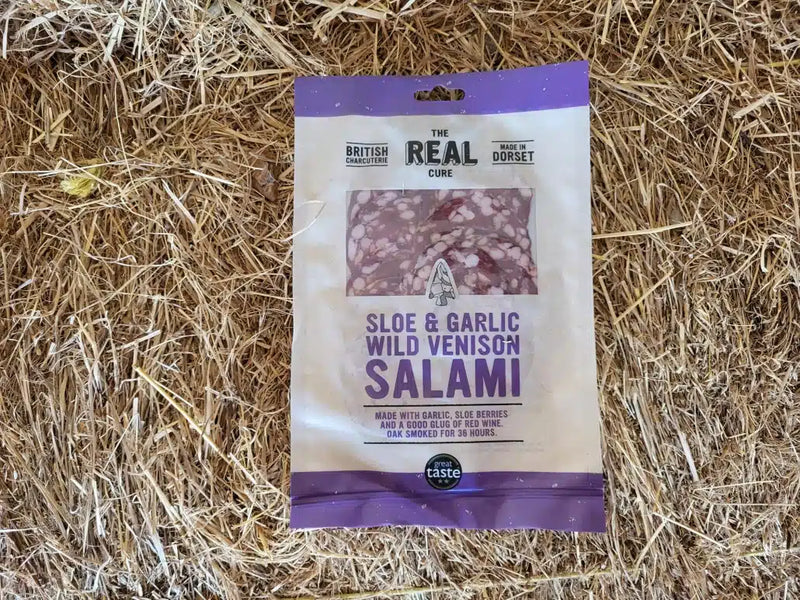 THE
BRITISH CHARCUTERIE
REAL
MADE IN DORSET
CURE
SLOE & GARLIC
WILD VENISON
SALAMI
MADE WITH GARLIC, SLOE BERRIES
AND A GOOD GLUG OF RED WINE.
OAK SMOKED FOR 36 HOURS.
great
taste